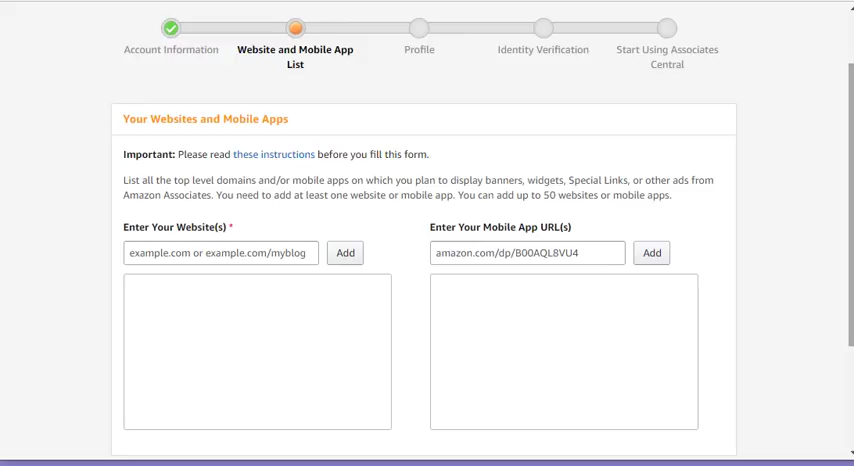 Account Information
Website and Mobile App
List
Profile
Identity Verification
Start Using Associates
Central
Your Websites and Mobile Apps
Important: Please read these instructions before you fill this form.
List all the top level domains and/or mobile apps on which you plan to display banners, widgets, Special Links, or other ads from
Amazon Associates. You need to add at least one website or mobile app. You can add up to 50 websites or mobile apps.
Enter Your Website(s) *
Enter Your Mobile App URL(s)
example.com or example.com/myblog
Add
amazon.com/dp/B00AQL8VU4
Add